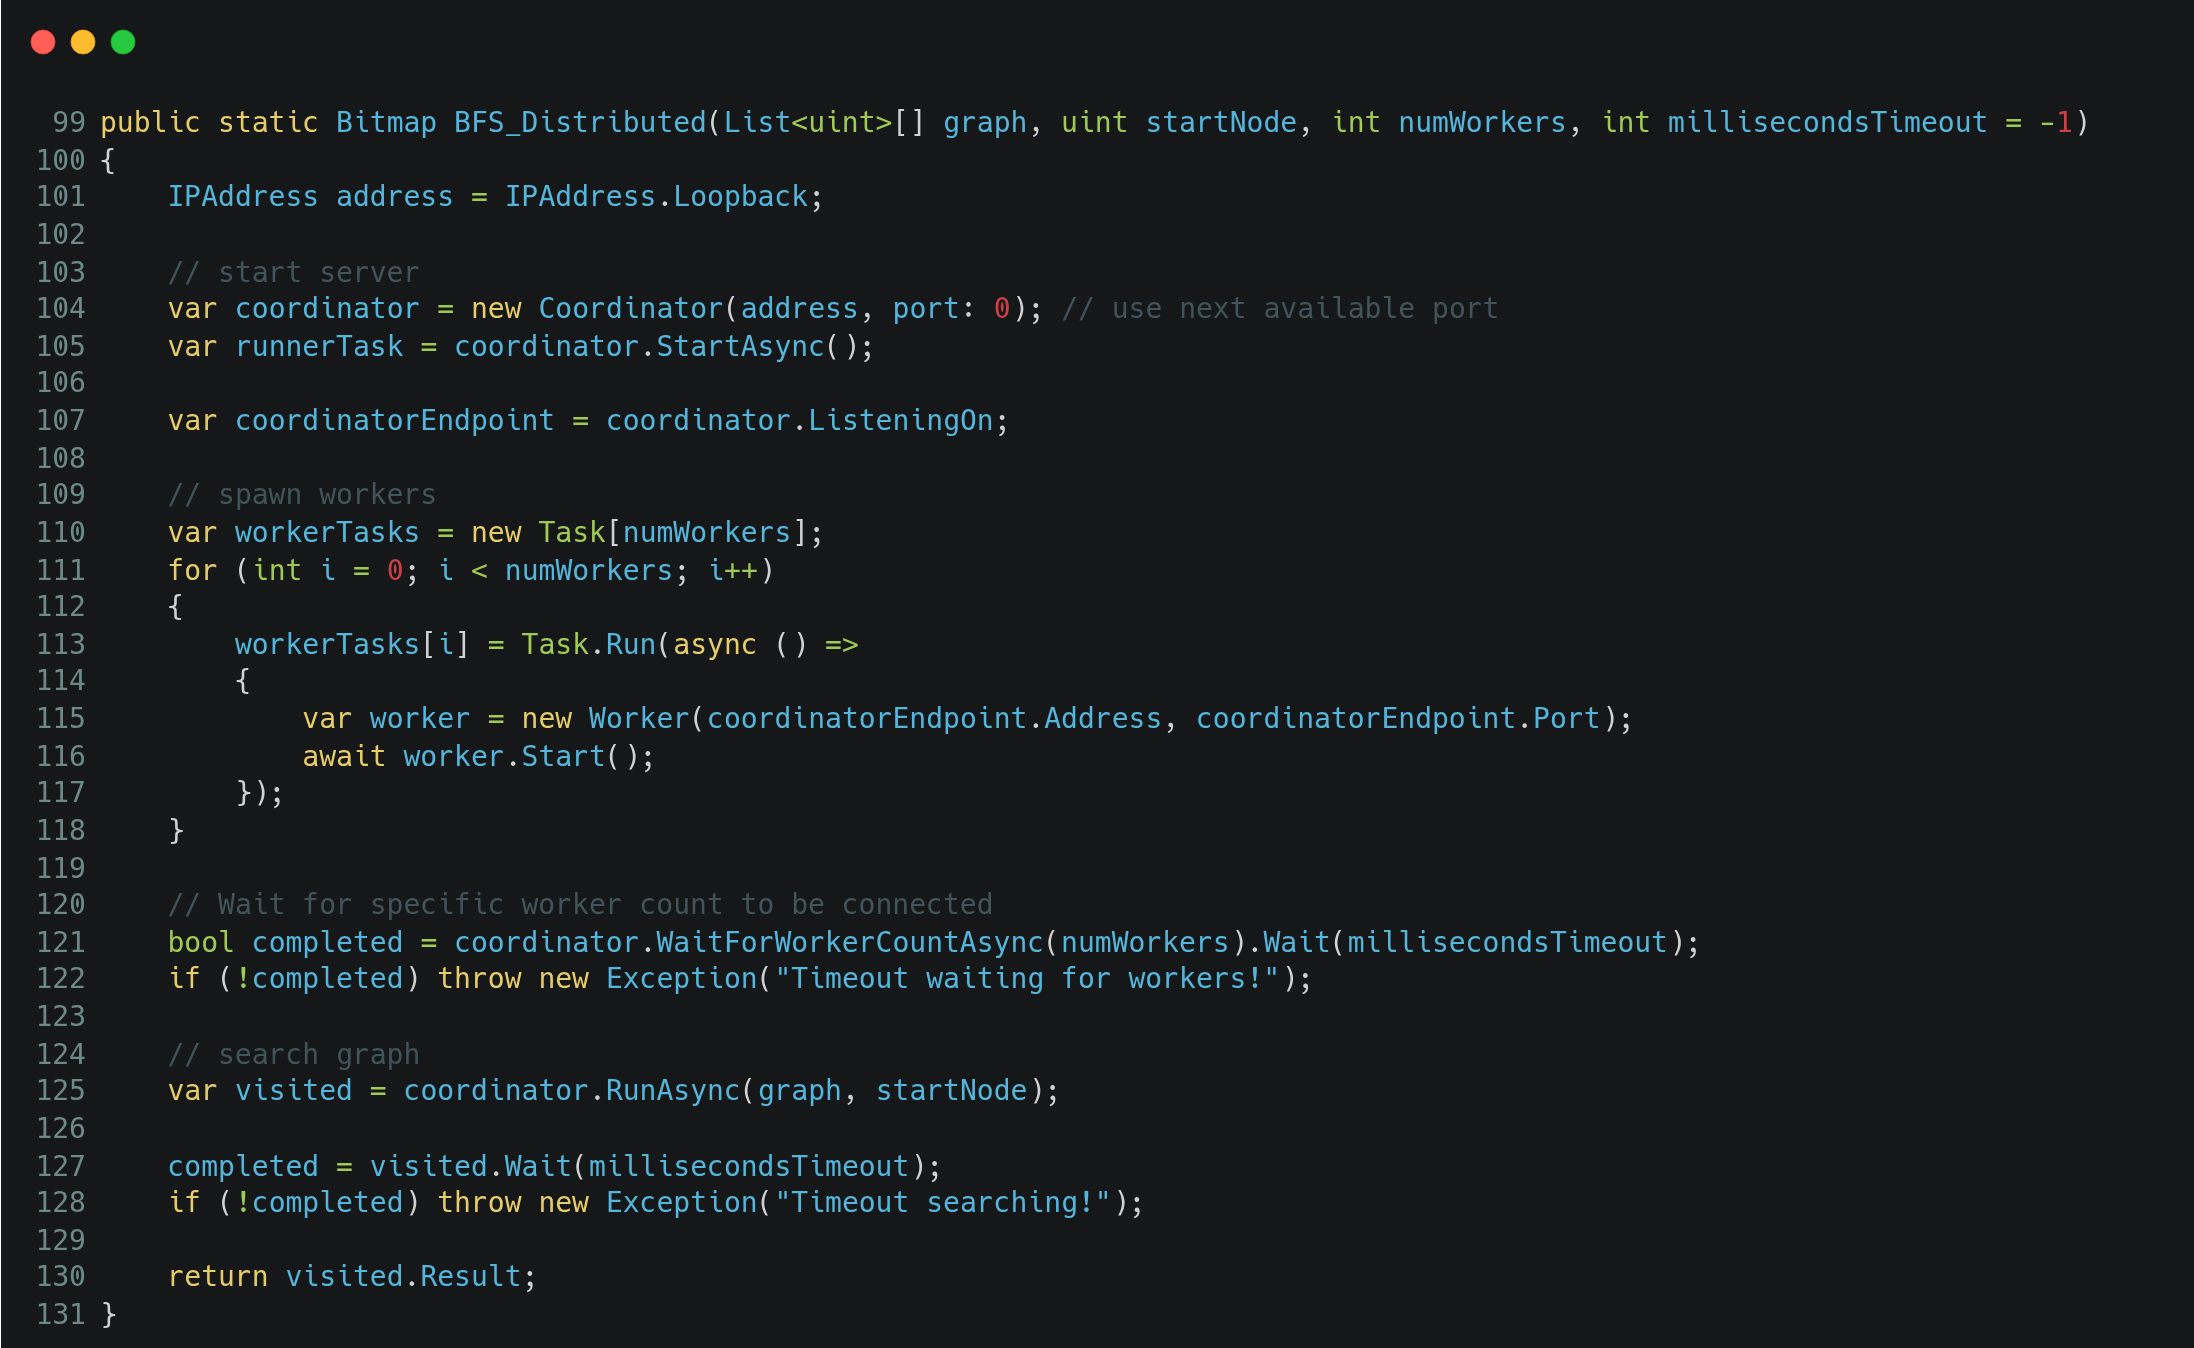 99 public static Bitmap BFS_Distributed(List<uint>[] graph, uint startNode, int numWorkers, int millisecondsTimeout = -1)
100 {
101     IPAddress address = IPAddress.Loopback;
102
103     // start server
104     var coordinator = new Coordinator(address, port: 0); // use next available port
105     var runnerTask = coordinator.StartAsync();
106
107     var coordinatorEndpoint = coordinator.ListeningOn;
108
109     // spawn workers
110     var workerTasks = new Task[numWorkers];
111     for (int i = 0; i < numWorkers; i++)
112     {
113         workerTasks[i] = Task.Run(async () =>
114         {
115             var worker = new Worker(coordinatorEndpoint.Address, coordinatorEndpoint.Port);
116             await worker.Start();
117         });
118     }
119
120     // Wait for specific worker count to be connected
121     bool completed = coordinator.WaitForWorkerCountAsync(numWorkers).Wait(millisecondsTimeout);
122     if (!completed) throw new Exception("Timeout waiting for workers!");
123
124     // search graph
125     var visited = coordinator.RunAsync(graph, startNode);
126
127     completed = visited.Wait(millisecondsTimeout);
128     if (!completed) throw new Exception("Timeout searching!");
129
130     return visited.Result;
131 }